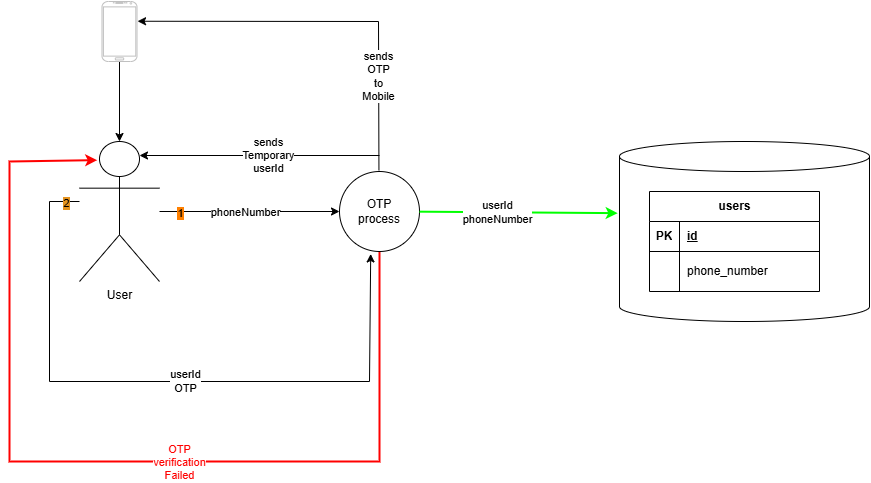 sends
OTP
to
Mobile
sends
Temporary
userId
2
1
phoneNumber
OTP
process
userId
phoneNumber
users
PK
id
phone_number
User
userId
OTP
OTP
verification
Failed